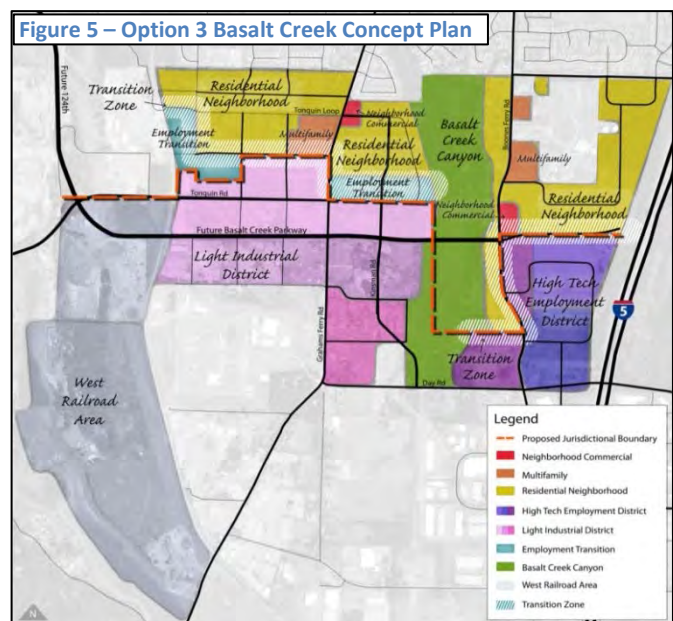 Figure 5 – Option 3 Basalt Creek Concept Plan
Future 124th
Transition
Zone
Residential
Neighborhood
Tonquin Loop
Employment
Transition
Multifamily
Neighborhood
Commercial
Residential
Neighborhood
Basalt
Creek
Canyon
Boones Ferry Rd
Multifamily
Employment
Transition
Residential
Neighborhood
Neighborhood
Commercial
Tonquin Rd
Future Basalt Creek Parkway
Light Industrial
District
Grahams Ferry Rd
Kinsman Rd
High Tech
Employment
District
5
Transition
Zone
Day Rd
West
Railroad
Area
Legend
Proposed Jurisdictional Boundary
Neighborhood Commercial
Multifamily
Residential Neighborhood
High Tech Employment District
Light Industrial District
Employment Transition
Basalt Creek Canyon
West Railroad Area
Transition Zone
N